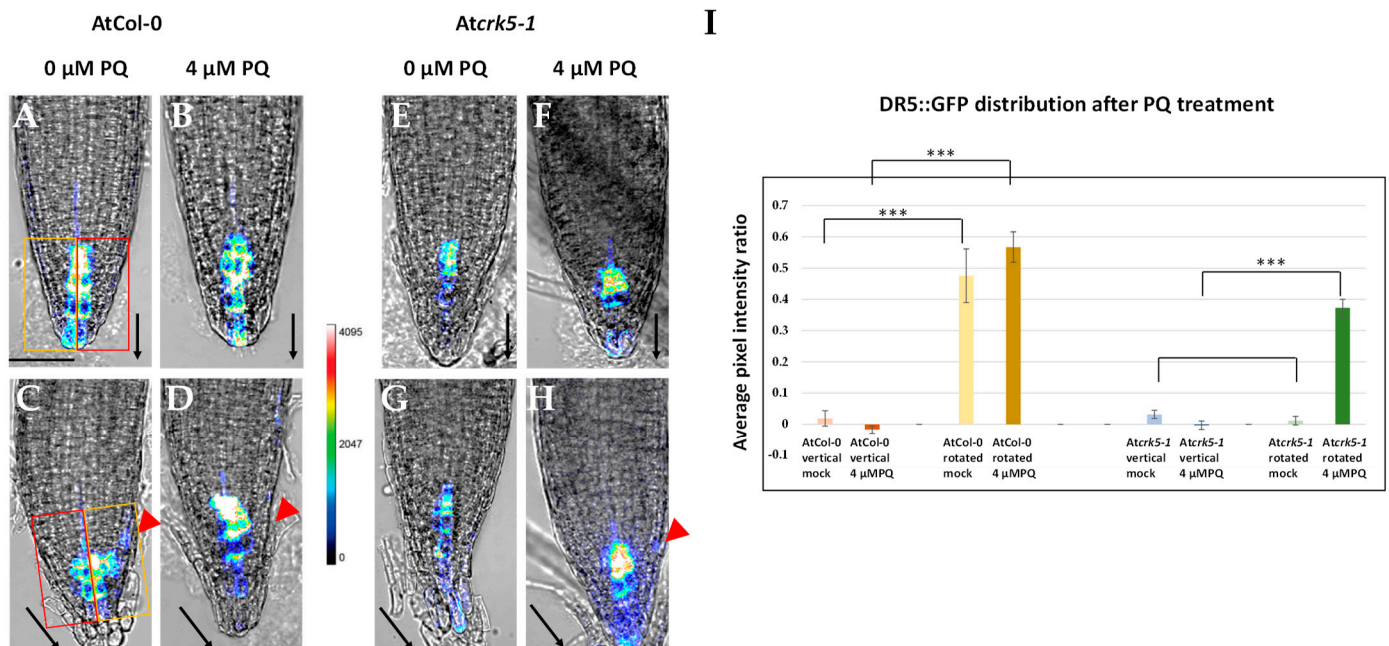 AtCol-0
Atcrk5-1
I
0 µM PQ
4 µM PQ
0 µM PQ
4 µM PQ
A
B
E
F
C
D
G
H
4095
2047
0
DR5::GFP distribution after PQ treatment
***
***
***
Average pixel intensity ratio
0.7
0.6
0.5
0.4
0.3
0.2
0.1
0
-0.1
AtCol-0
vertical
mock
AtCol-0
vertical
4 µMPQ
AtCol-0
rotated
mock
AtCol-0
rotated
4 µMPQ
Atcrk5-1
vertical
mock
Atcrk5-1
vertical
4 µMPQ
Atcrk5-1
rotated
mock
Atcrk5-1
rotated
4 µMPQ